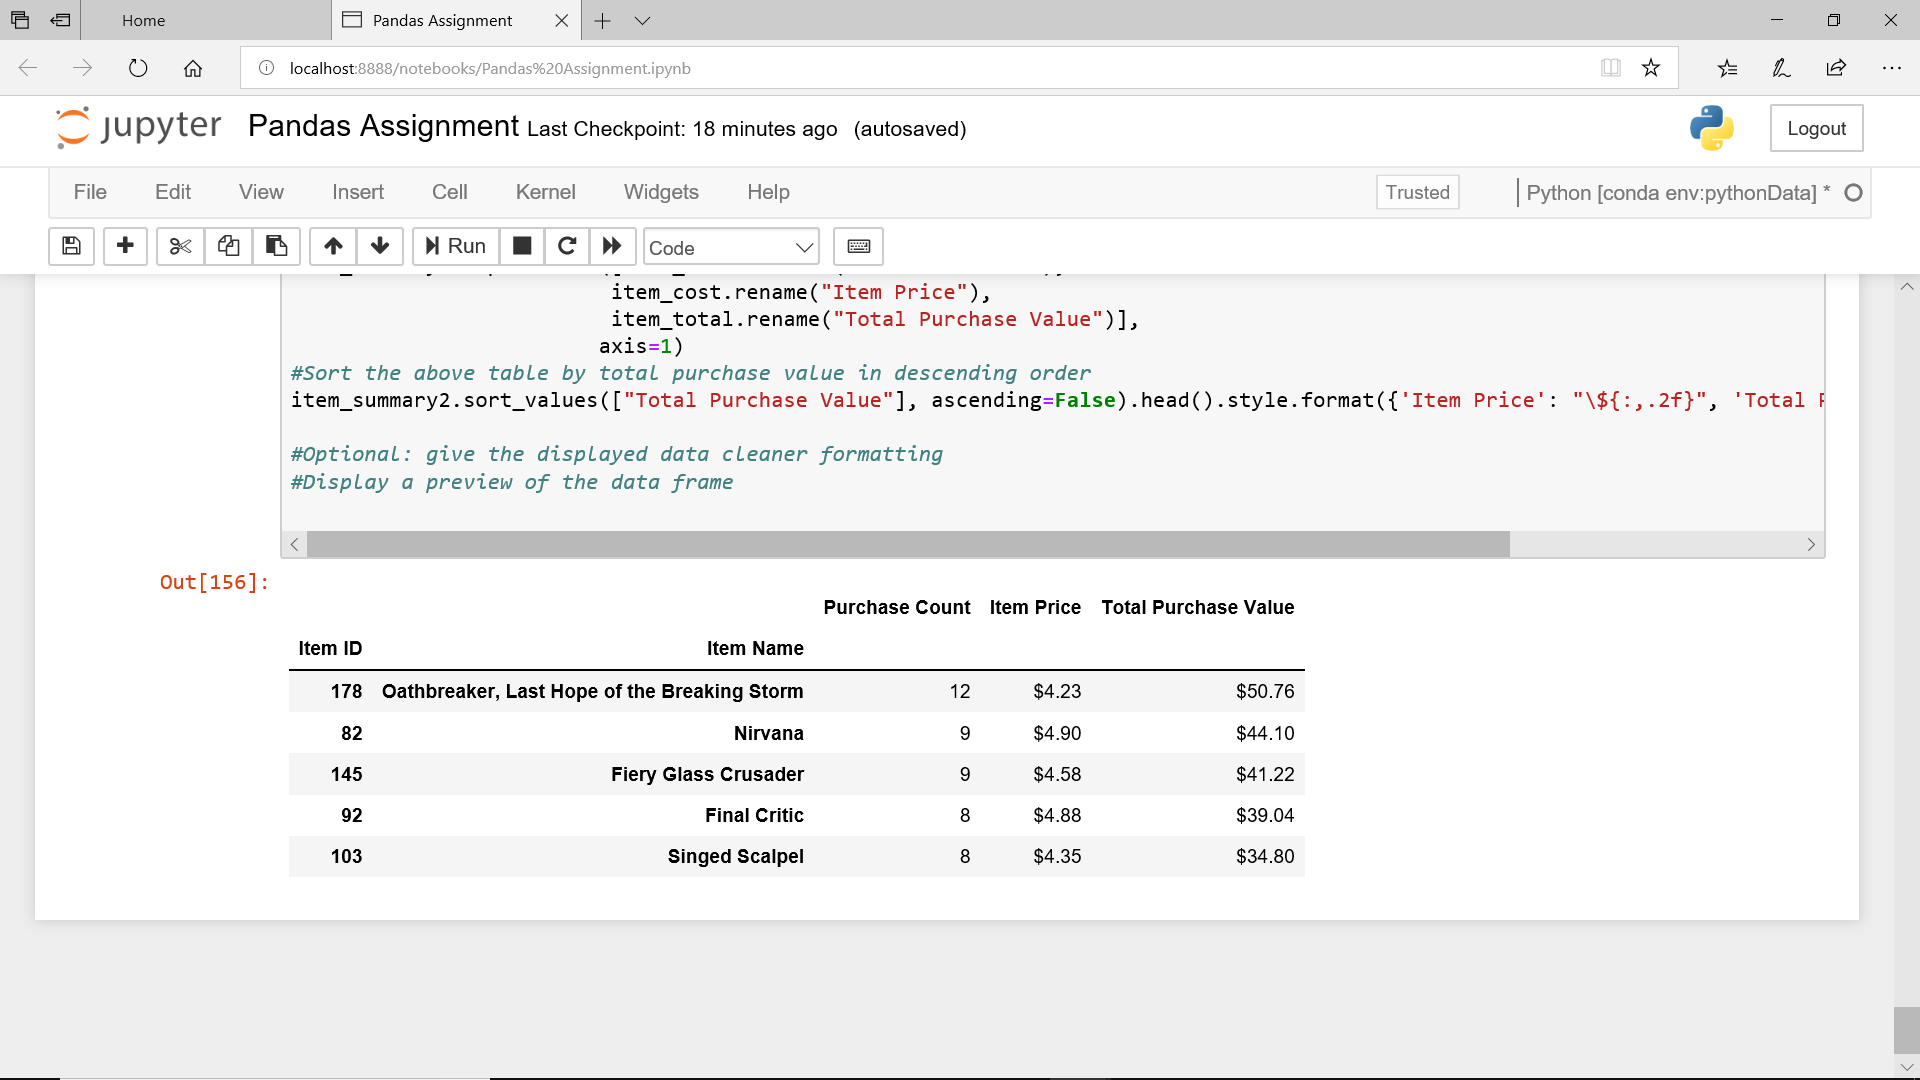 Home
Pandas Assignment
localhost:8888/notebooks/Pandas%20Assignment.ipynb
jupyter Pandas Assignment Last Checkpoint: 18 minutes ago (autosaved)
Logout
File Edit View Insert Cell Kernel Widgets Help
Trusted
Python [conda env:pythonData] *
Run
Code
item_cost.rename("Item Price"),
item_total.rename("Total Purchase Value")],
axis=1)
#Sort the above table by total purchase value in descending order
item_summary2.sort_values(["Total Purchase Value"], ascending=False).head().style.format({'Item Price': "\${:,.2f}", 'Total
#Optional: give the displayed data cleaner formatting
#Display a preview of the data frame
Out[156]:
Purchase Count Item Price Total Purchase Value
Item ID Item Name
178 Oathbreaker, Last Hope of the Breaking Storm 12 $4.23 $50.76
82 Nirvana 9 $4.90 $44.10
145 Fiery Glass Crusader 9 $4.58 $41.22
92 Final Critic 8 $4.88 $39.04
103 Singed Scalpel 8 $4.35 $34.80